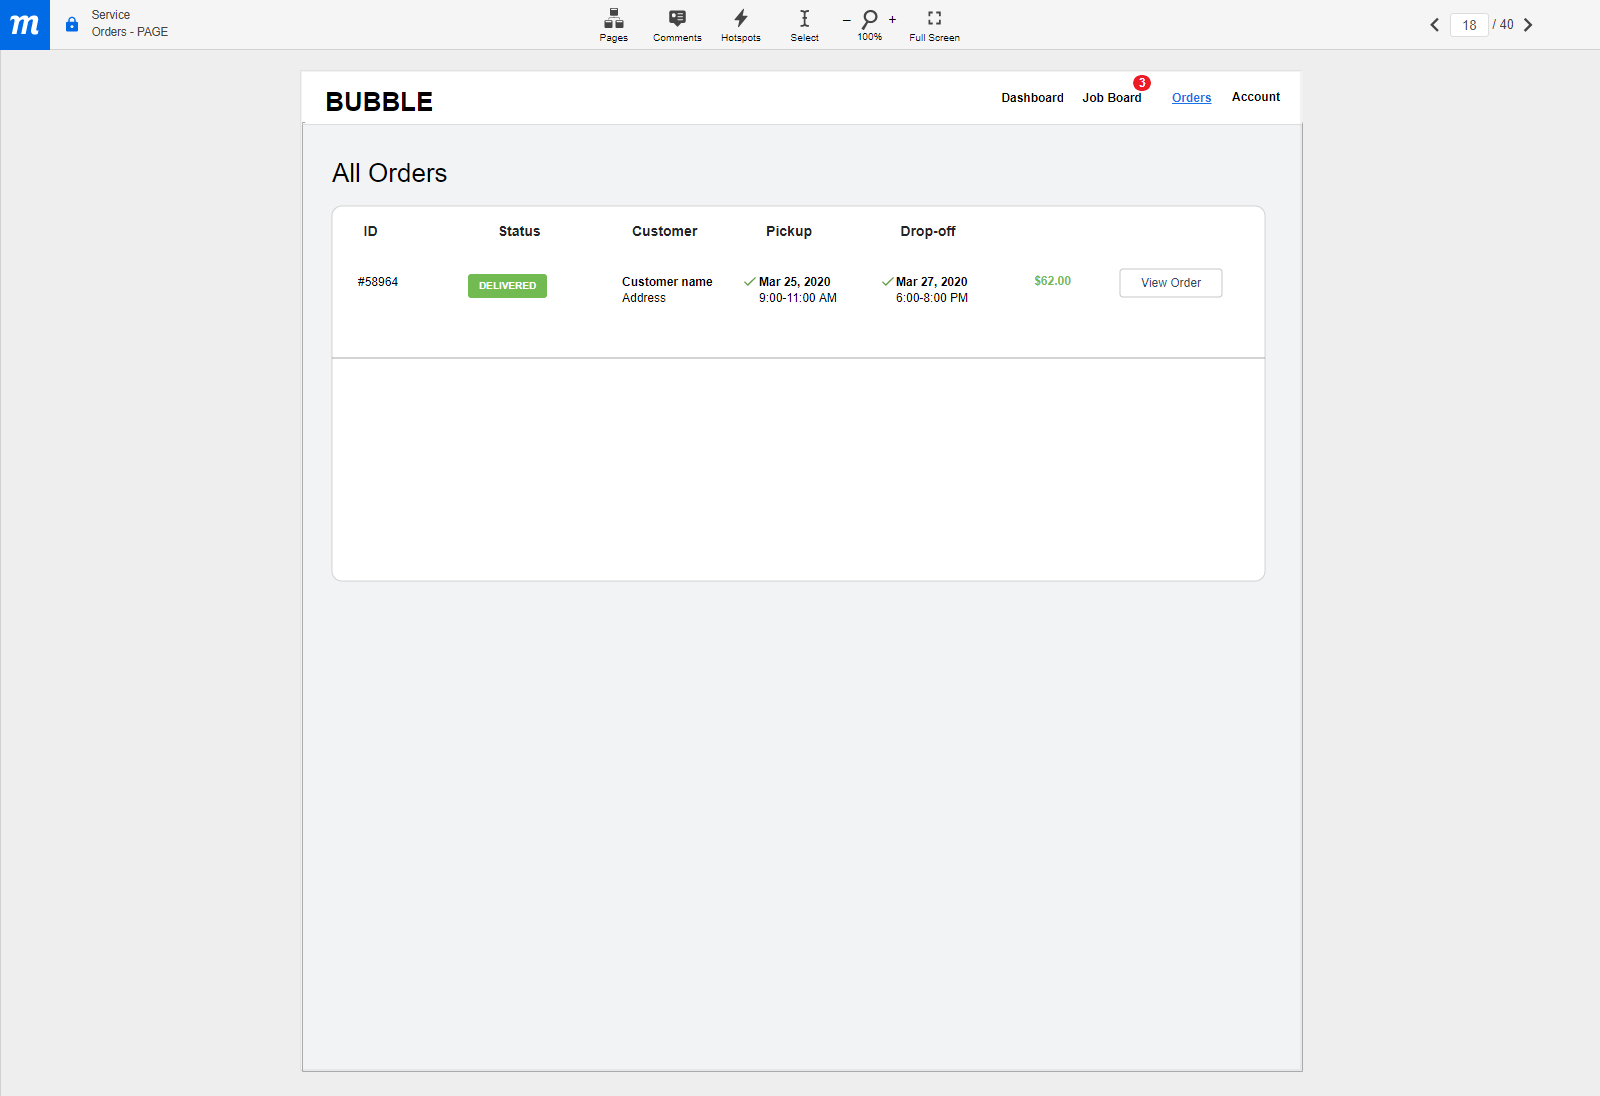 m
Service
Orders - PAGE
Pages
Comments
Hotspots
Select
– +
100%
Full Screen
18 / 40
BUBBLE
Dashboard
Job Board
3
Orders
Account
All Orders
ID Status Customer Pickup Drop-off
#58964
DELIVERED
Customer name
Address
Mar 25, 2020
9:00-11:00 AM
Mar 27, 2020
6:00-8:00 PM
$62.00
View Order